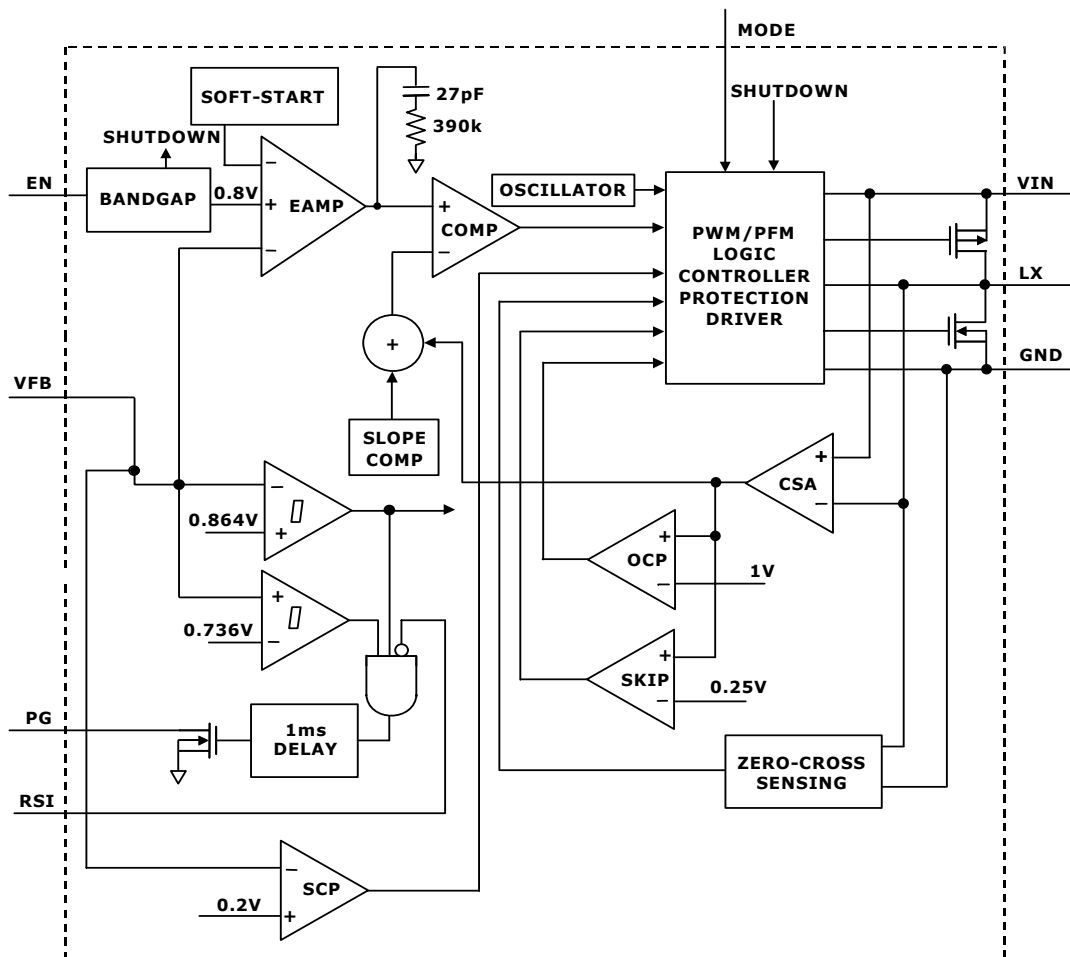 MODE
SOFT-START
27pF
390k
SHUTDOWN
SHUTDOWN
EN
BANDGAP
0.8V
−
+
−
EAMP
+
−
COMP
OSCILLATOR
PWM/PFM
LOGIC
CONTROLLER
PROTECTION
DRIVER
VIN
LX
GND
+
VFB
SLOPE
COMP
+
−
CSA
−
+
0.864V
+
−
OCP
1V
+
−
0.736V
+
−
SKIP
0.25V
PG
1ms
DELAY
ZERO-CROSS
SENSING
RSI
−
+
SCP
0.2V